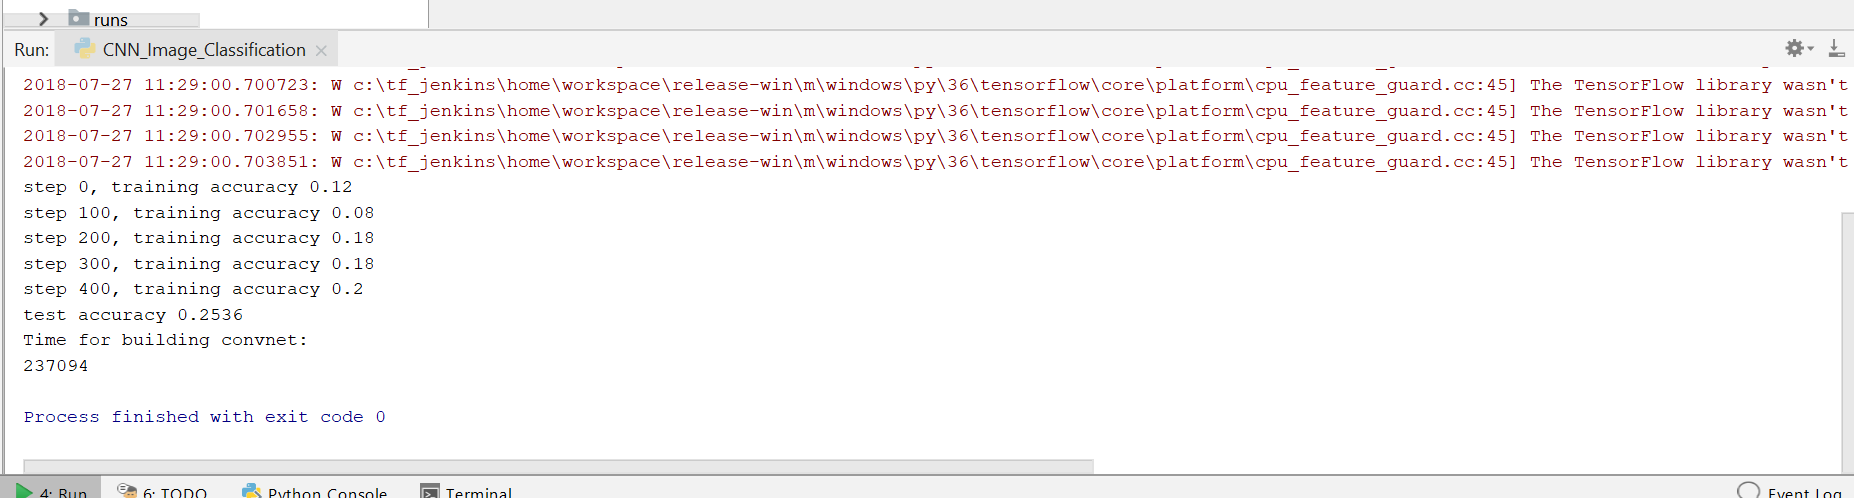 runs
Run: CNN_Image_Classification
2018-07-27 11:29:00.700723: W c:\tf_jenkins\home\workspace\release-win\m\windows\py\36\tensorflow\core\platform\cpu_feature_guard.cc:45] The TensorFlow library wasn't
2018-07-27 11:29:00.701658: W c:\tf_jenkins\home\workspace\release-win\m\windows\py\36\tensorflow\core\platform\cpu_feature_guard.cc:45] The TensorFlow library wasn't
2018-07-27 11:29:00.702955: W c:\tf_jenkins\home\workspace\release-win\m\windows\py\36\tensorflow\core\platform\cpu_feature_guard.cc:45] The TensorFlow library wasn't
2018-07-27 11:29:00.703851: W c:\tf_jenkins\home\workspace\release-win\m\windows\py\36\tensorflow\core\platform\cpu_feature_guard.cc:45] The TensorFlow library wasn't
step 0, training accuracy 0.12
step 100, training accuracy 0.08
step 200, training accuracy 0.18
step 300, training accuracy 0.18
step 400, training accuracy 0.2
test accuracy 0.2536
Time for building convnet:
237094
Process finished with exit code 0
4: Run 6: TODO Python Console Terminal Event Log